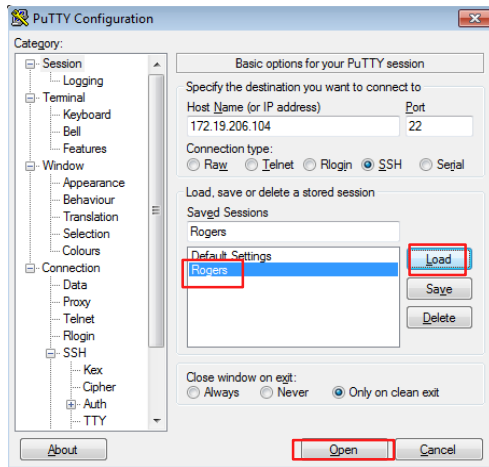 PuTTY Configuration
Category:
Session
Logging
Terminal
Keyboard
Bell
Features
Window
Appearance
Behaviour
Translation
Selection
Colours
Connection
Data
Proxy
Telnet
Rlogin
SSH
Kex
Cipher
Auth
TTY
Basic options for your PuTTY session
Specify the destination you want to connect to
Host Name (or IP address) Port
172.19.206.104 22
Connection type:
Raw Telnet Rlogin SSH Serial
Load, save or delete a stored session
Saved Sessions
Rogers
Default Settings
Rogers
Load
Save
Delete
Close window on exit:
Always Never Only on clean exit
About Open Cancel